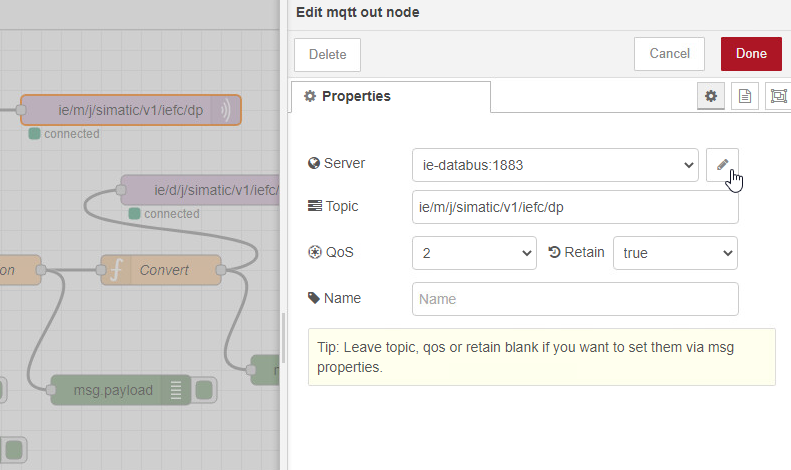 Edit mqtt out node
Delete
Cancel
Done
Properties
Server
ie-databus:1883
Topic
ie/m/j/simatic/v1/iefc/dp
QoS
2
Retain
true
Name
Name
Tip: Leave topic, qos or retain blank if you want to set them via msg
properties.
ie/m/j/simatic/v1/iefc/dp
connected
ie/d/j/simatic/v1/iefc/
connected
on
Convert
msg.payload